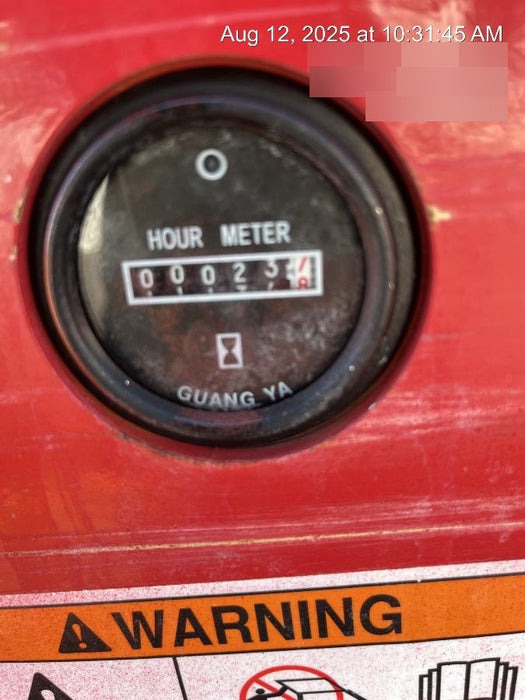 Aug 12, 2025 at 10:31:45 AM
HOUR METER
00023
GUANG YA
WARNING